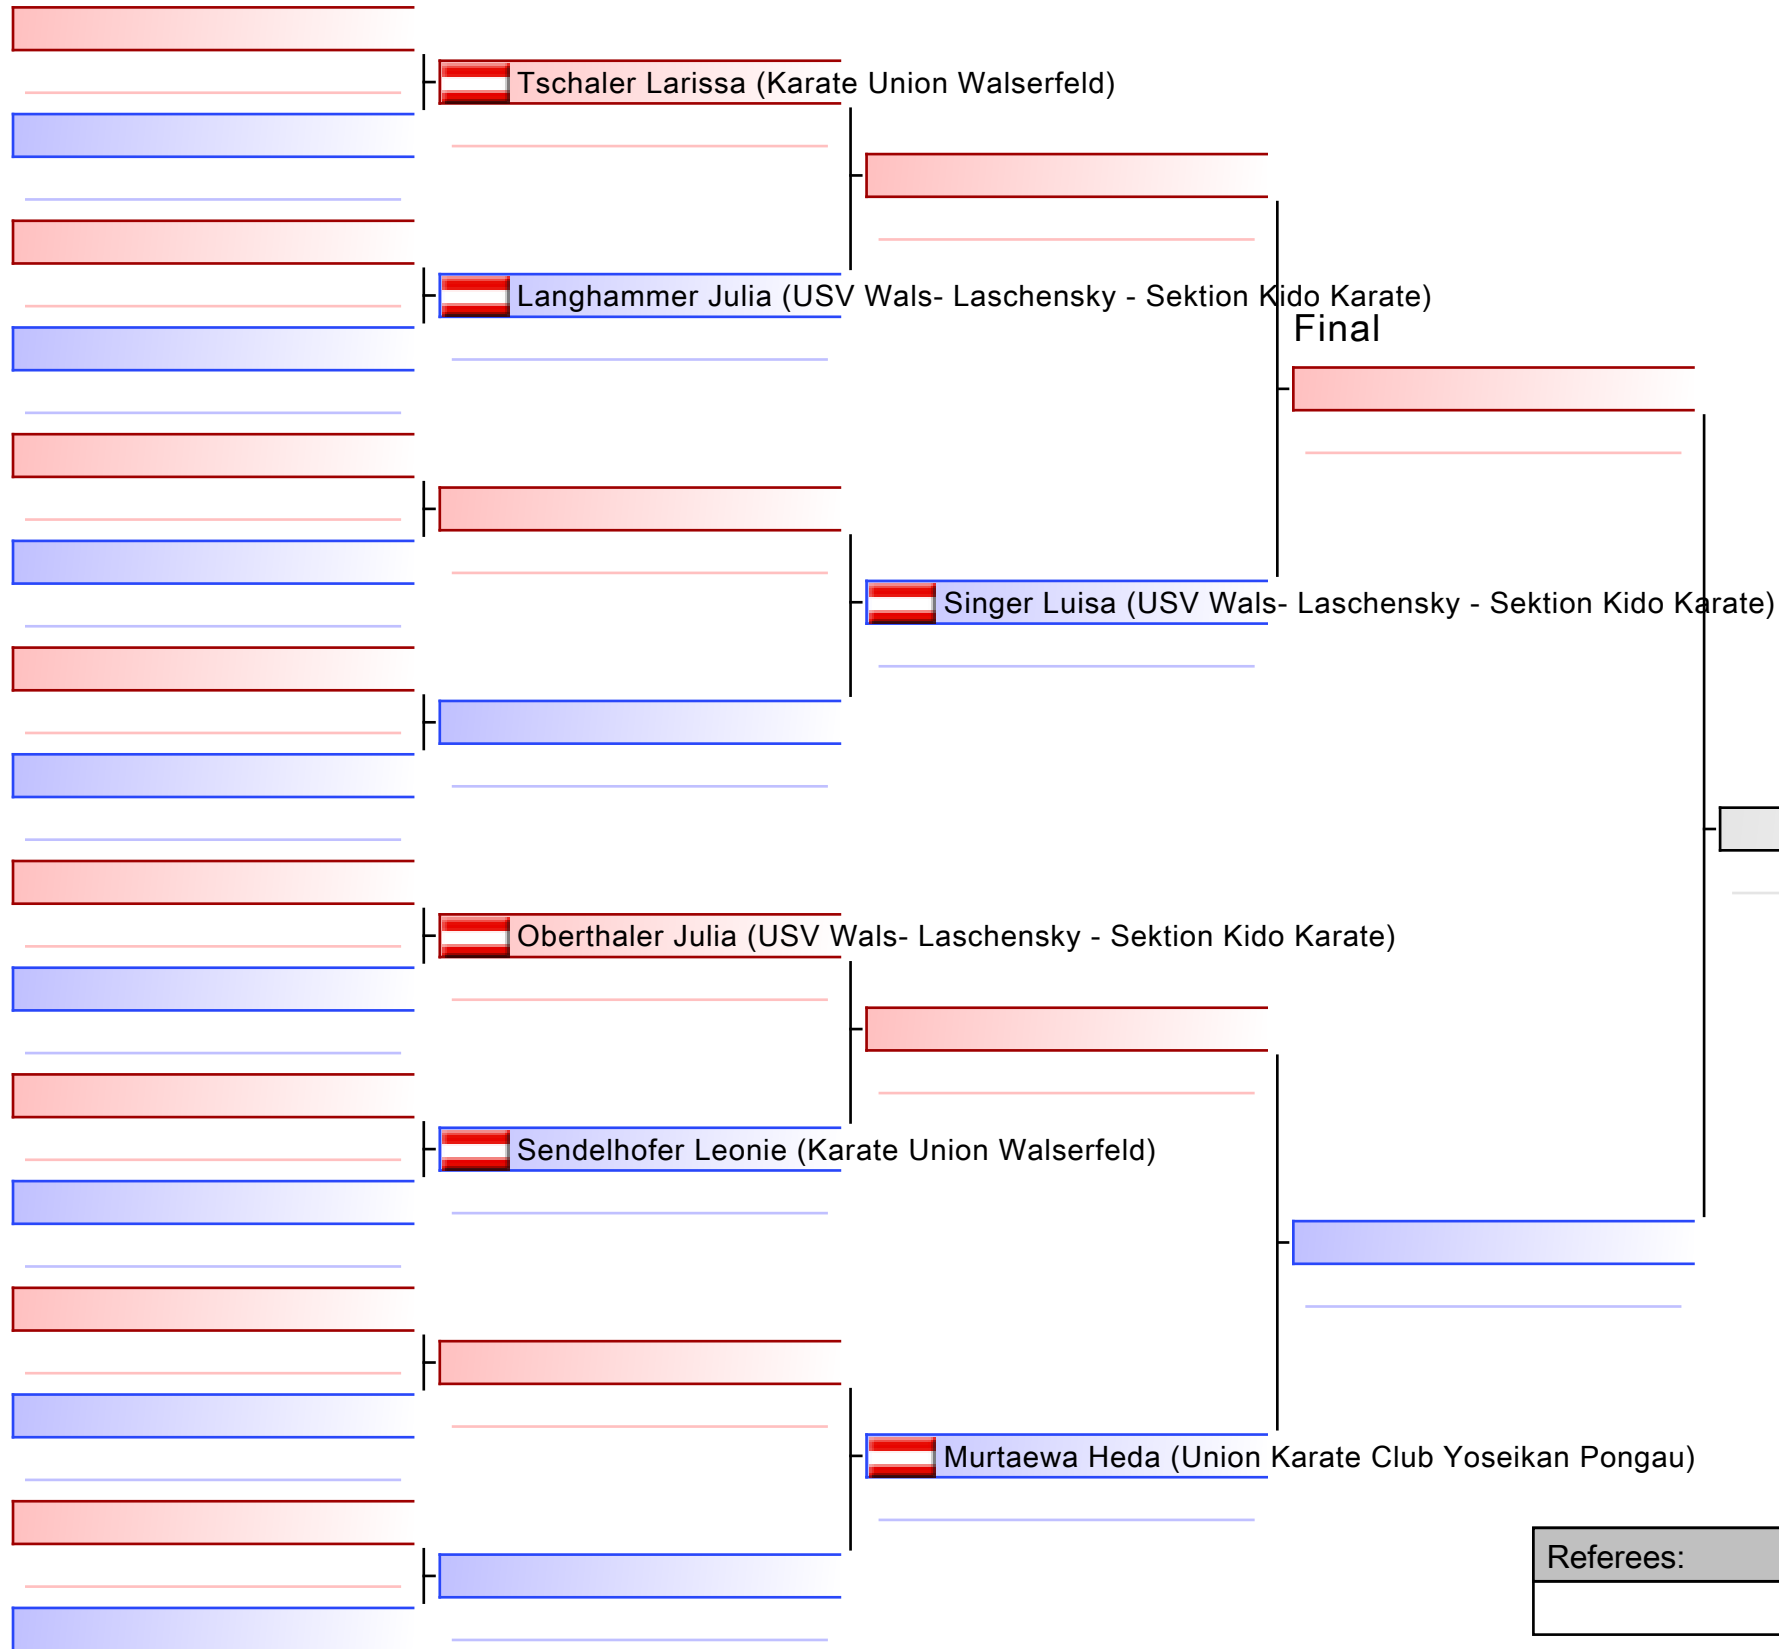 Tschaler Larissa (Karate Union Walserfeld)
Langhammer Julia (USV Wals- Laschensky - Sektion Kido Karate)
Final
Singer Luisa (USV Wals- Laschensky - Sektion Kido Karate)
Oberthaler Julia (USV Wals- Laschensky - Sektion Kido Karate)
Sendelhofer Leonie (Karate Union Walserfeld)
Murtaewa Heda (Union Karate Club Yoseikan Pongau)
Referees: